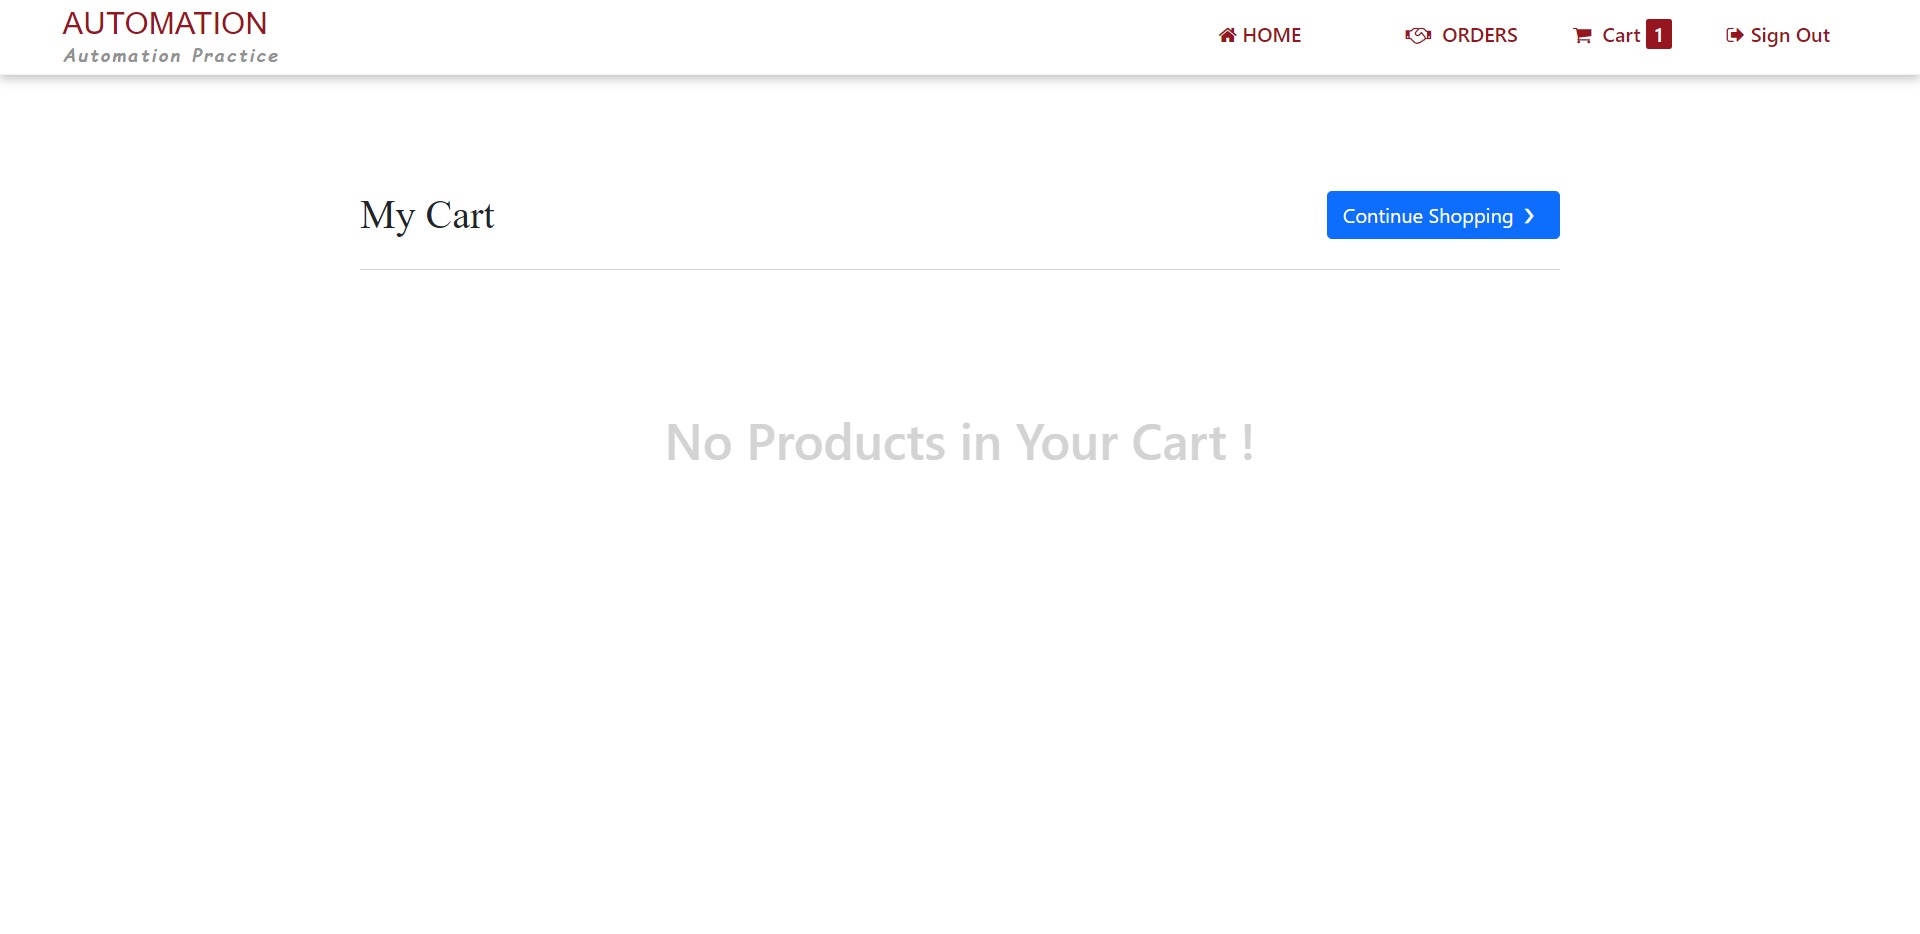 AUTOMATION
Automation Practice
HOME
ORDERS
Cart 1
Sign Out
My Cart
Continue Shopping ❯
No Products in Your Cart !